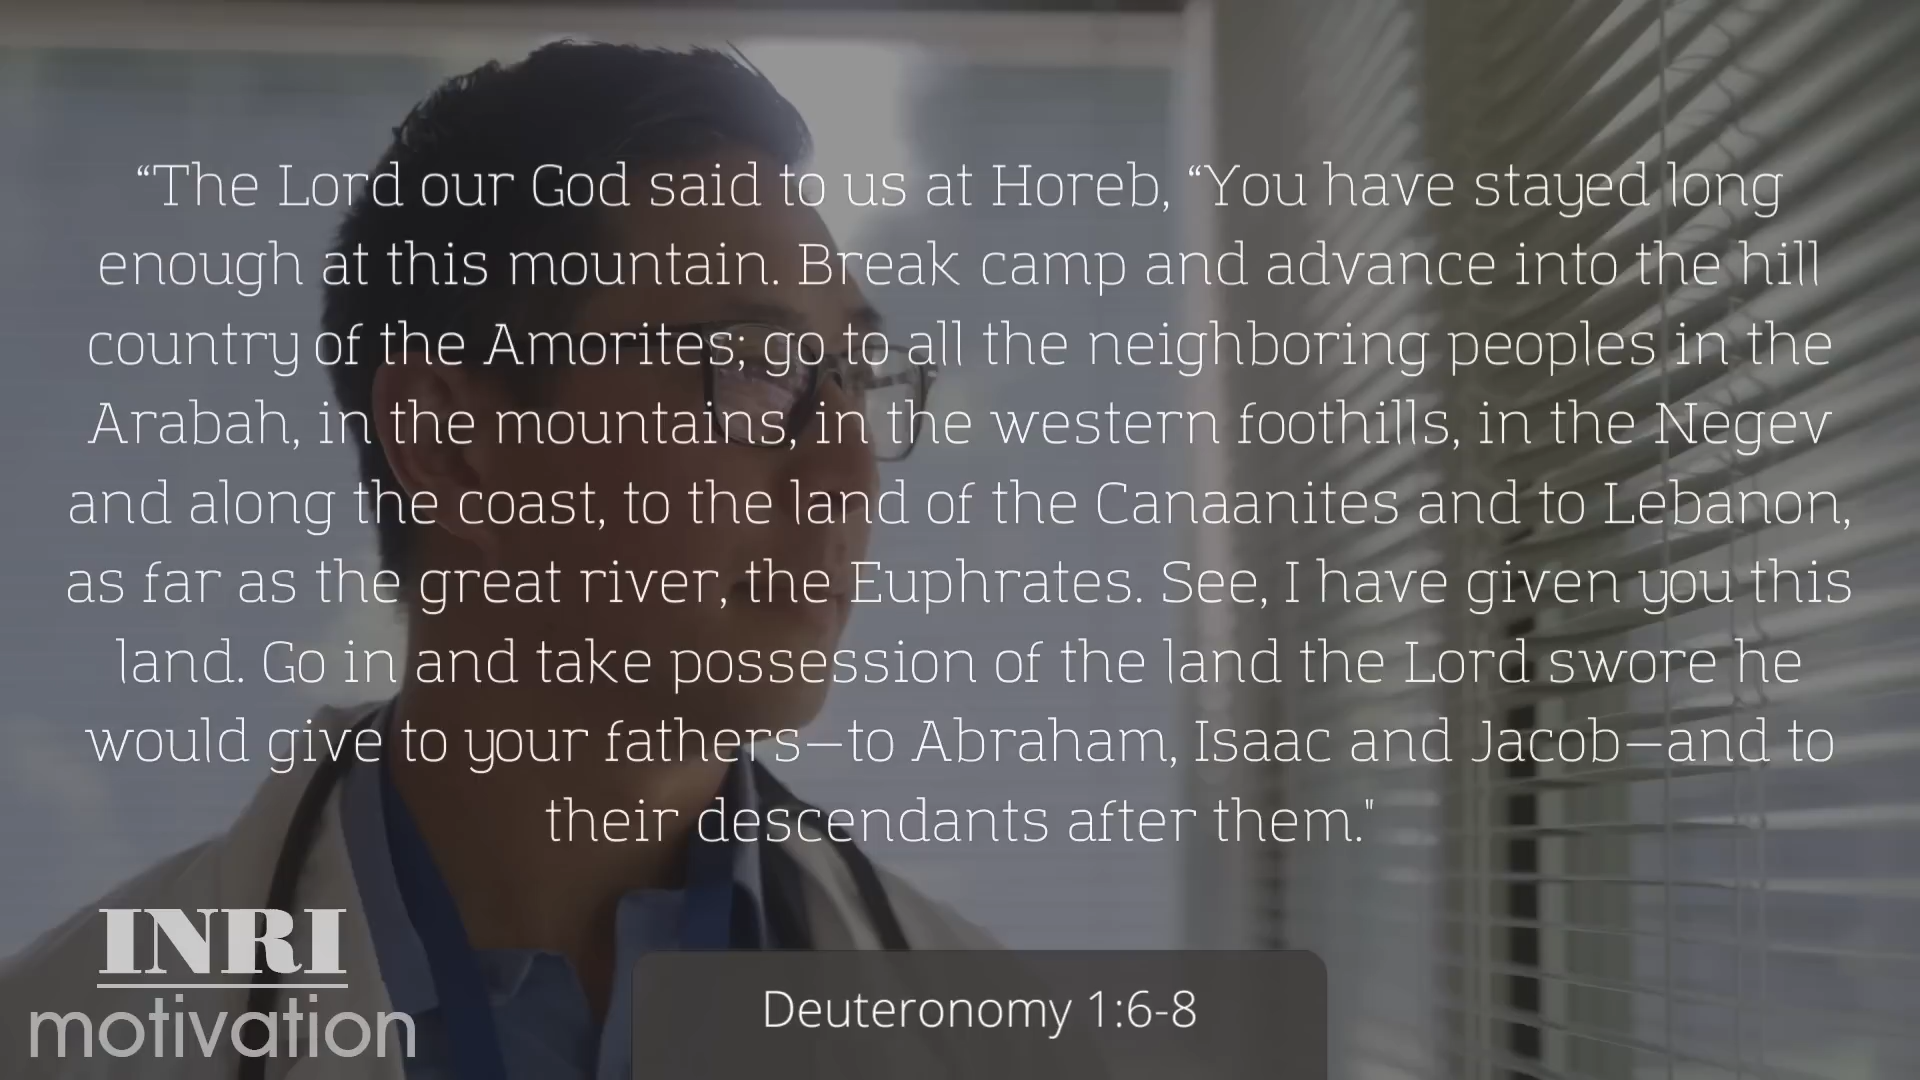 “The Lord our God said to us at Horeb, “You have stayed long
enough at this mountain. Break camp and advance into the hill
country of the Amorites; go to all the neighboring peoples in the
Arabah, in the mountains, in the western foothills, in the Negev
and along the coast, to the land of the Canaanites and to Lebanon,
as far as the great river, the Euphrates. See, I have given you this
land. Go in and take possession of the land the Lord swore he
would give to your fathers—to Abraham, Isaac and Jacob—and to
their descendants after them."
INRI
motivation
Deuteronomy 1:6-8